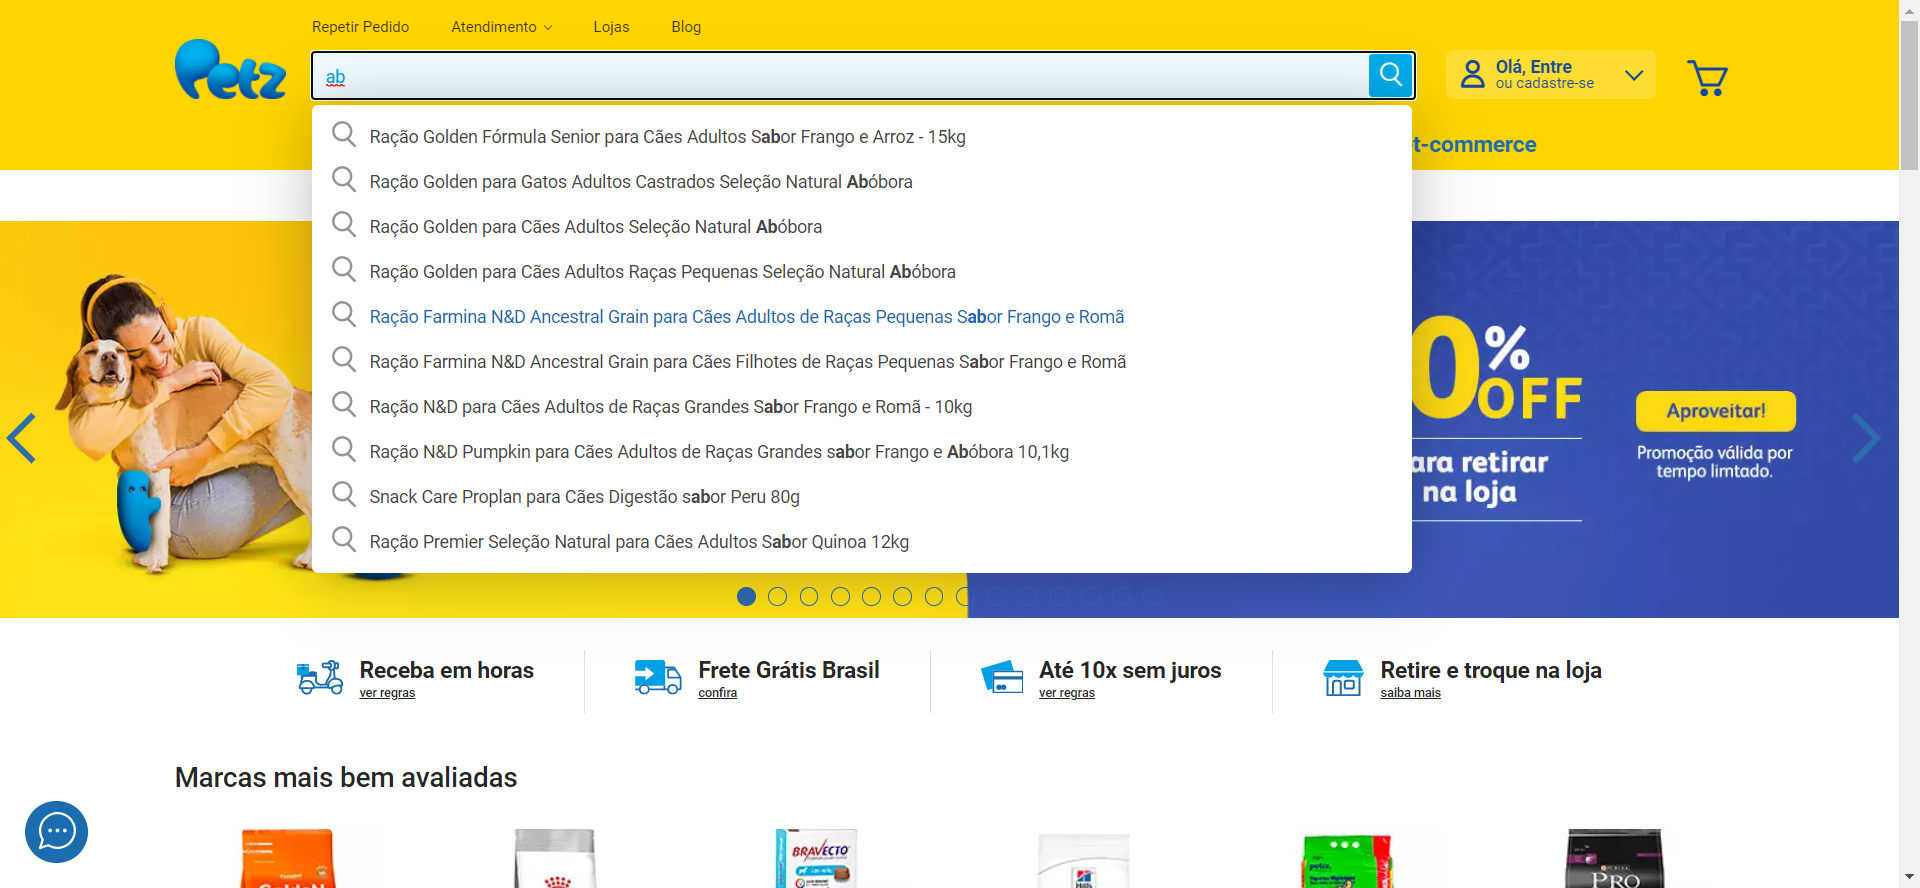 Repetir Pedido
Atendimento
Lojas
Blog
Petz
ab
Olá, Entre
ou cadastre-se
t-commerce
Ração Golden Fórmula Senior para Cães Adultos Sabor Frango e Arroz - 15kg
Ração Golden para Gatos Adultos Castrados Seleção Natural Abóbora
Ração Golden para Cães Adultos Seleção Natural Abóbora
Ração Golden para Cães Adultos Raças Pequenas Seleção Natural Abóbora
Ração Farmina N&D Ancestral Grain para Cães Adultos de Raças Pequenas Sabor Frango e Romã
Ração Farmina N&D Ancestral Grain para Cães Filhotes de Raças Pequenas Sabor Frango e Romã
Ração N&D para Cães Adultos de Raças Grandes Sabor Frango e Romã - 10kg
Ração N&D Pumpkin para Cães Adultos de Raças Grandes sabor Frango e Abóbora 10,1kg
Snack Care Proplan para Cães Digestão sabor Peru 80g
Ração Premier Seleção Natural para Cães Adultos Sabor Quinoa 12kg
0% OFF
ara retirar
na loja
Aproveitar!
Promoção válida por
tempo limtado.
Receba em horas
ver regras
Frete Grátis Brasil
confira
Até 10x sem juros
ver regras
Retire e troque na loja
saiba mais
Marcas mais bem avaliadas
GoldeN
BRAVECTO
Hill's
petix
PURINA
PRO